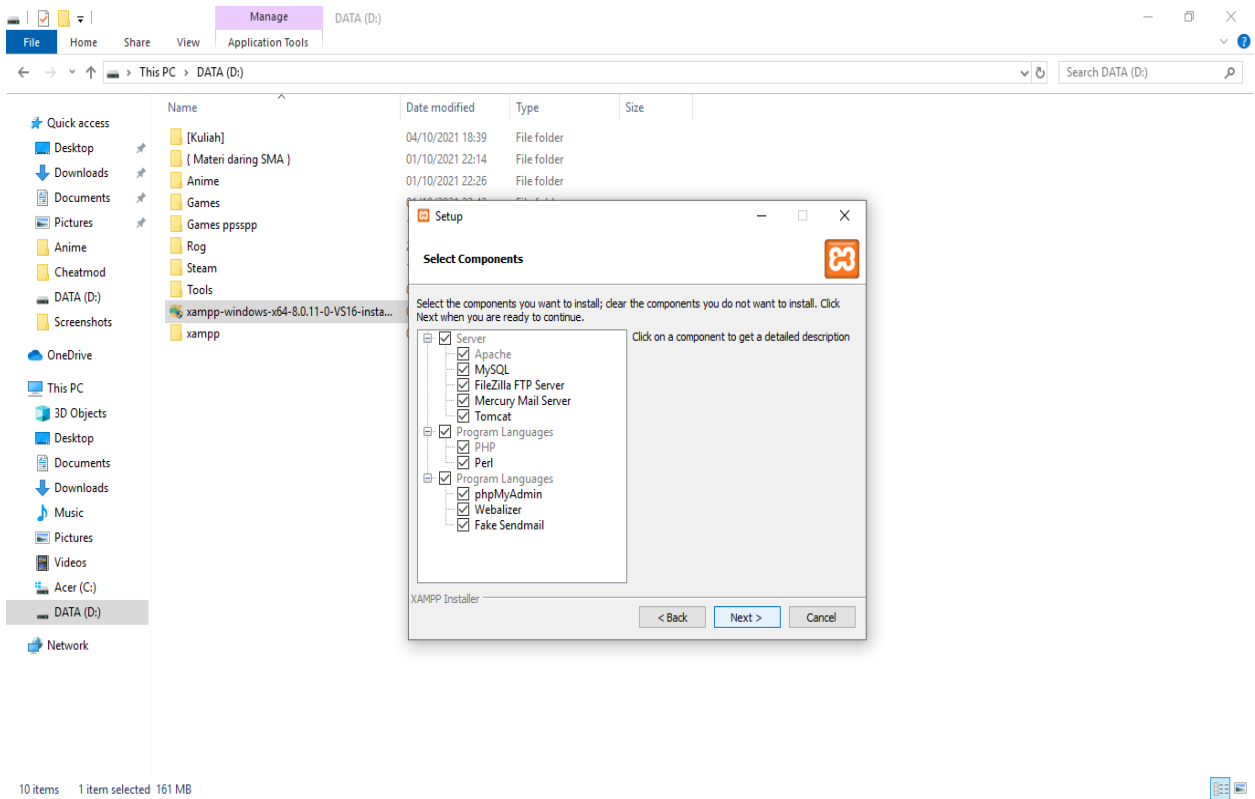 Manage
DATA (D:)
File
Home
Share
View
Application Tools
This PC > DATA (D:)
Search DATA (D:)
Name
Date modified
Type
Size
Quick access
Desktop
Downloads
Documents
Pictures
Anime
Cheatmod
DATA (D:)
Screenshots
OneDrive
This PC
3D Objects
Desktop
Documents
Downloads
Music
Pictures
Videos
Acer (C:)
DATA (D:)
Network
[Kuliah] 04/10/2021 18:39 File folder
{ Materi daring SMA } 01/10/2021 22:14 File folder
Anime 01/10/2021 22:26 File folder
Games
Games ppsspp
Rog
Steam
Tools
xampp-windows-x64-8.0.11-0-VS16-insta...
xampp
Setup
Select Components
Select the components you want to install; clear the components you do not want to install. Click
Next when you are ready to continue.
Server
Apache
MySQL
FileZilla FTP Server
Mercury Mail Server
Tomcat
Program Languages
PHP
Perl
Program Languages
phpMyAdmin
Webalizer
Fake Sendmail
Click on a component to get a detailed description
XAMPP Installer
< Back
Next >
Cancel
10 items 1 item selected 161 MB